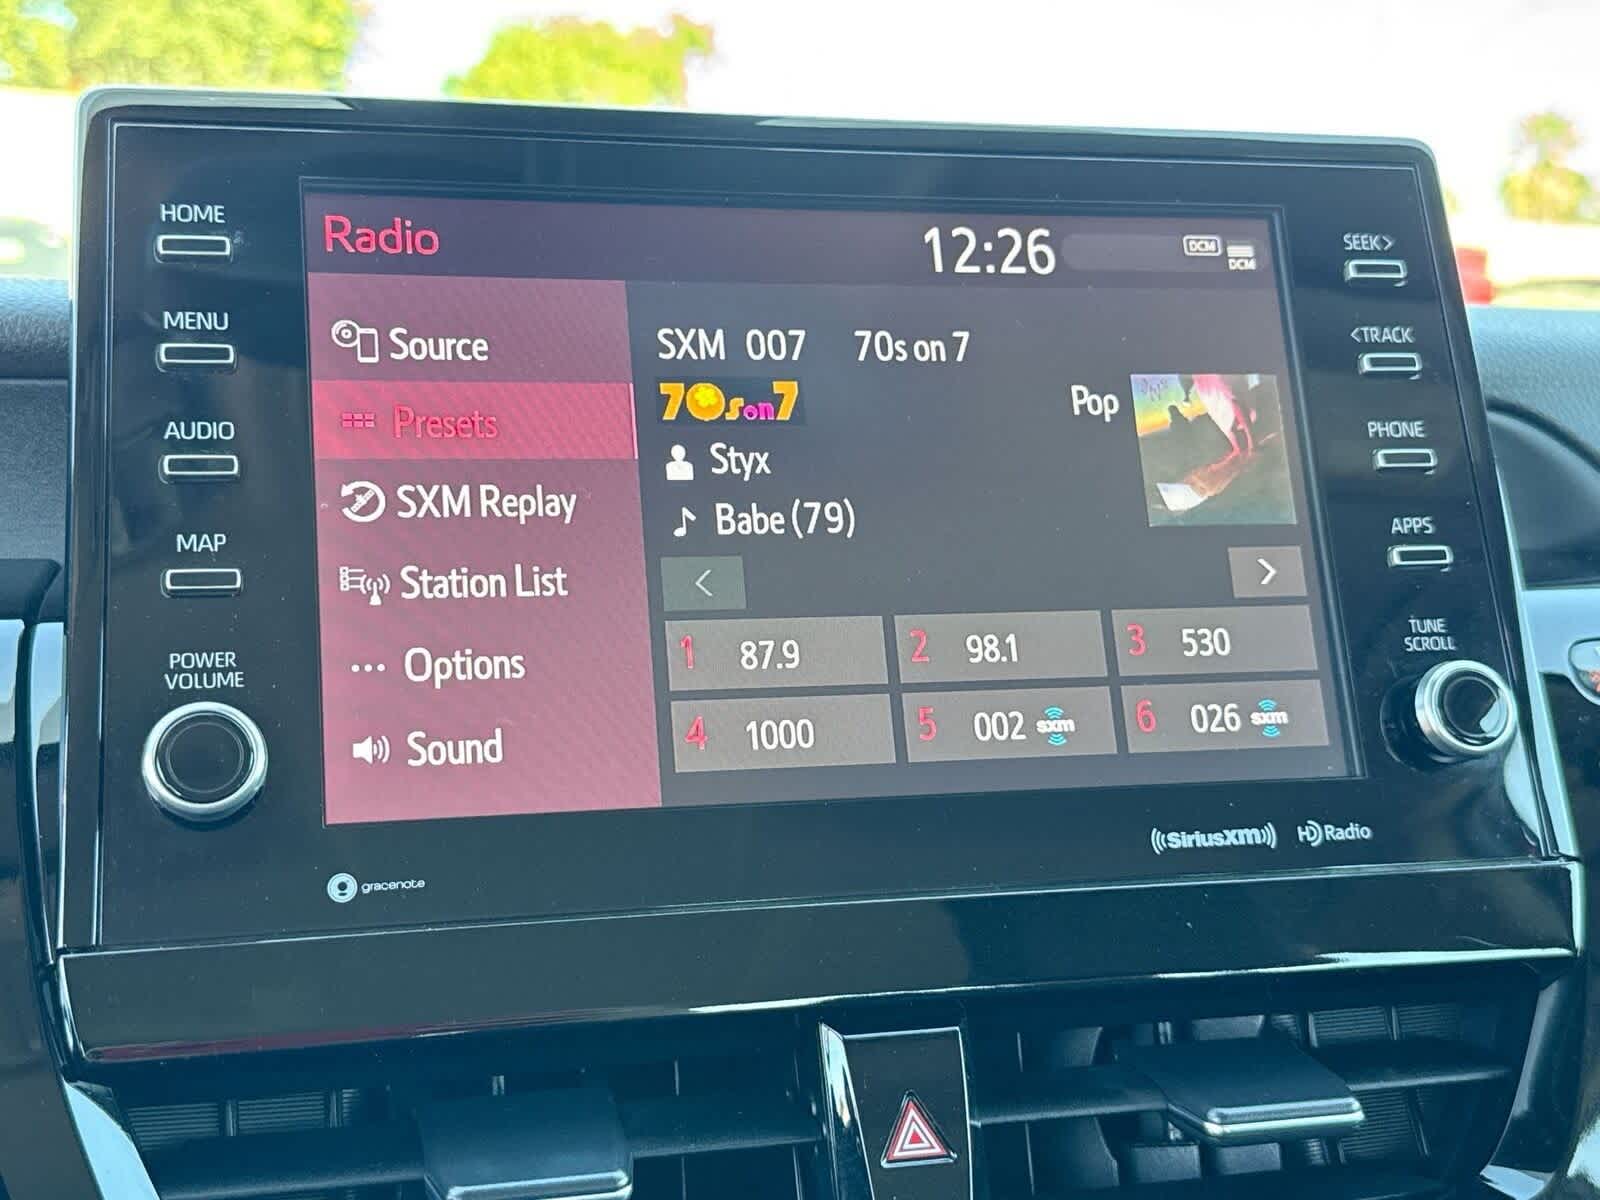 HOME
MENU
AUDIO
MAP
POWER
VOLUME
Radio
12:26
DCM
DCM
Source
Presets
SXM Replay
Station List
Options
Sound
SXM 007 70s on 7
70s on 7
Pop
Styx
Babe (79)
<
>
1 87.9
2 98.1
3 530
4 1000
5 002 sxm
6 026 sxm
SEEK>
<TRACK
PHONE
APPS
TUNE
SCROLL
gracenote
((SiriusXM))
HD Radio